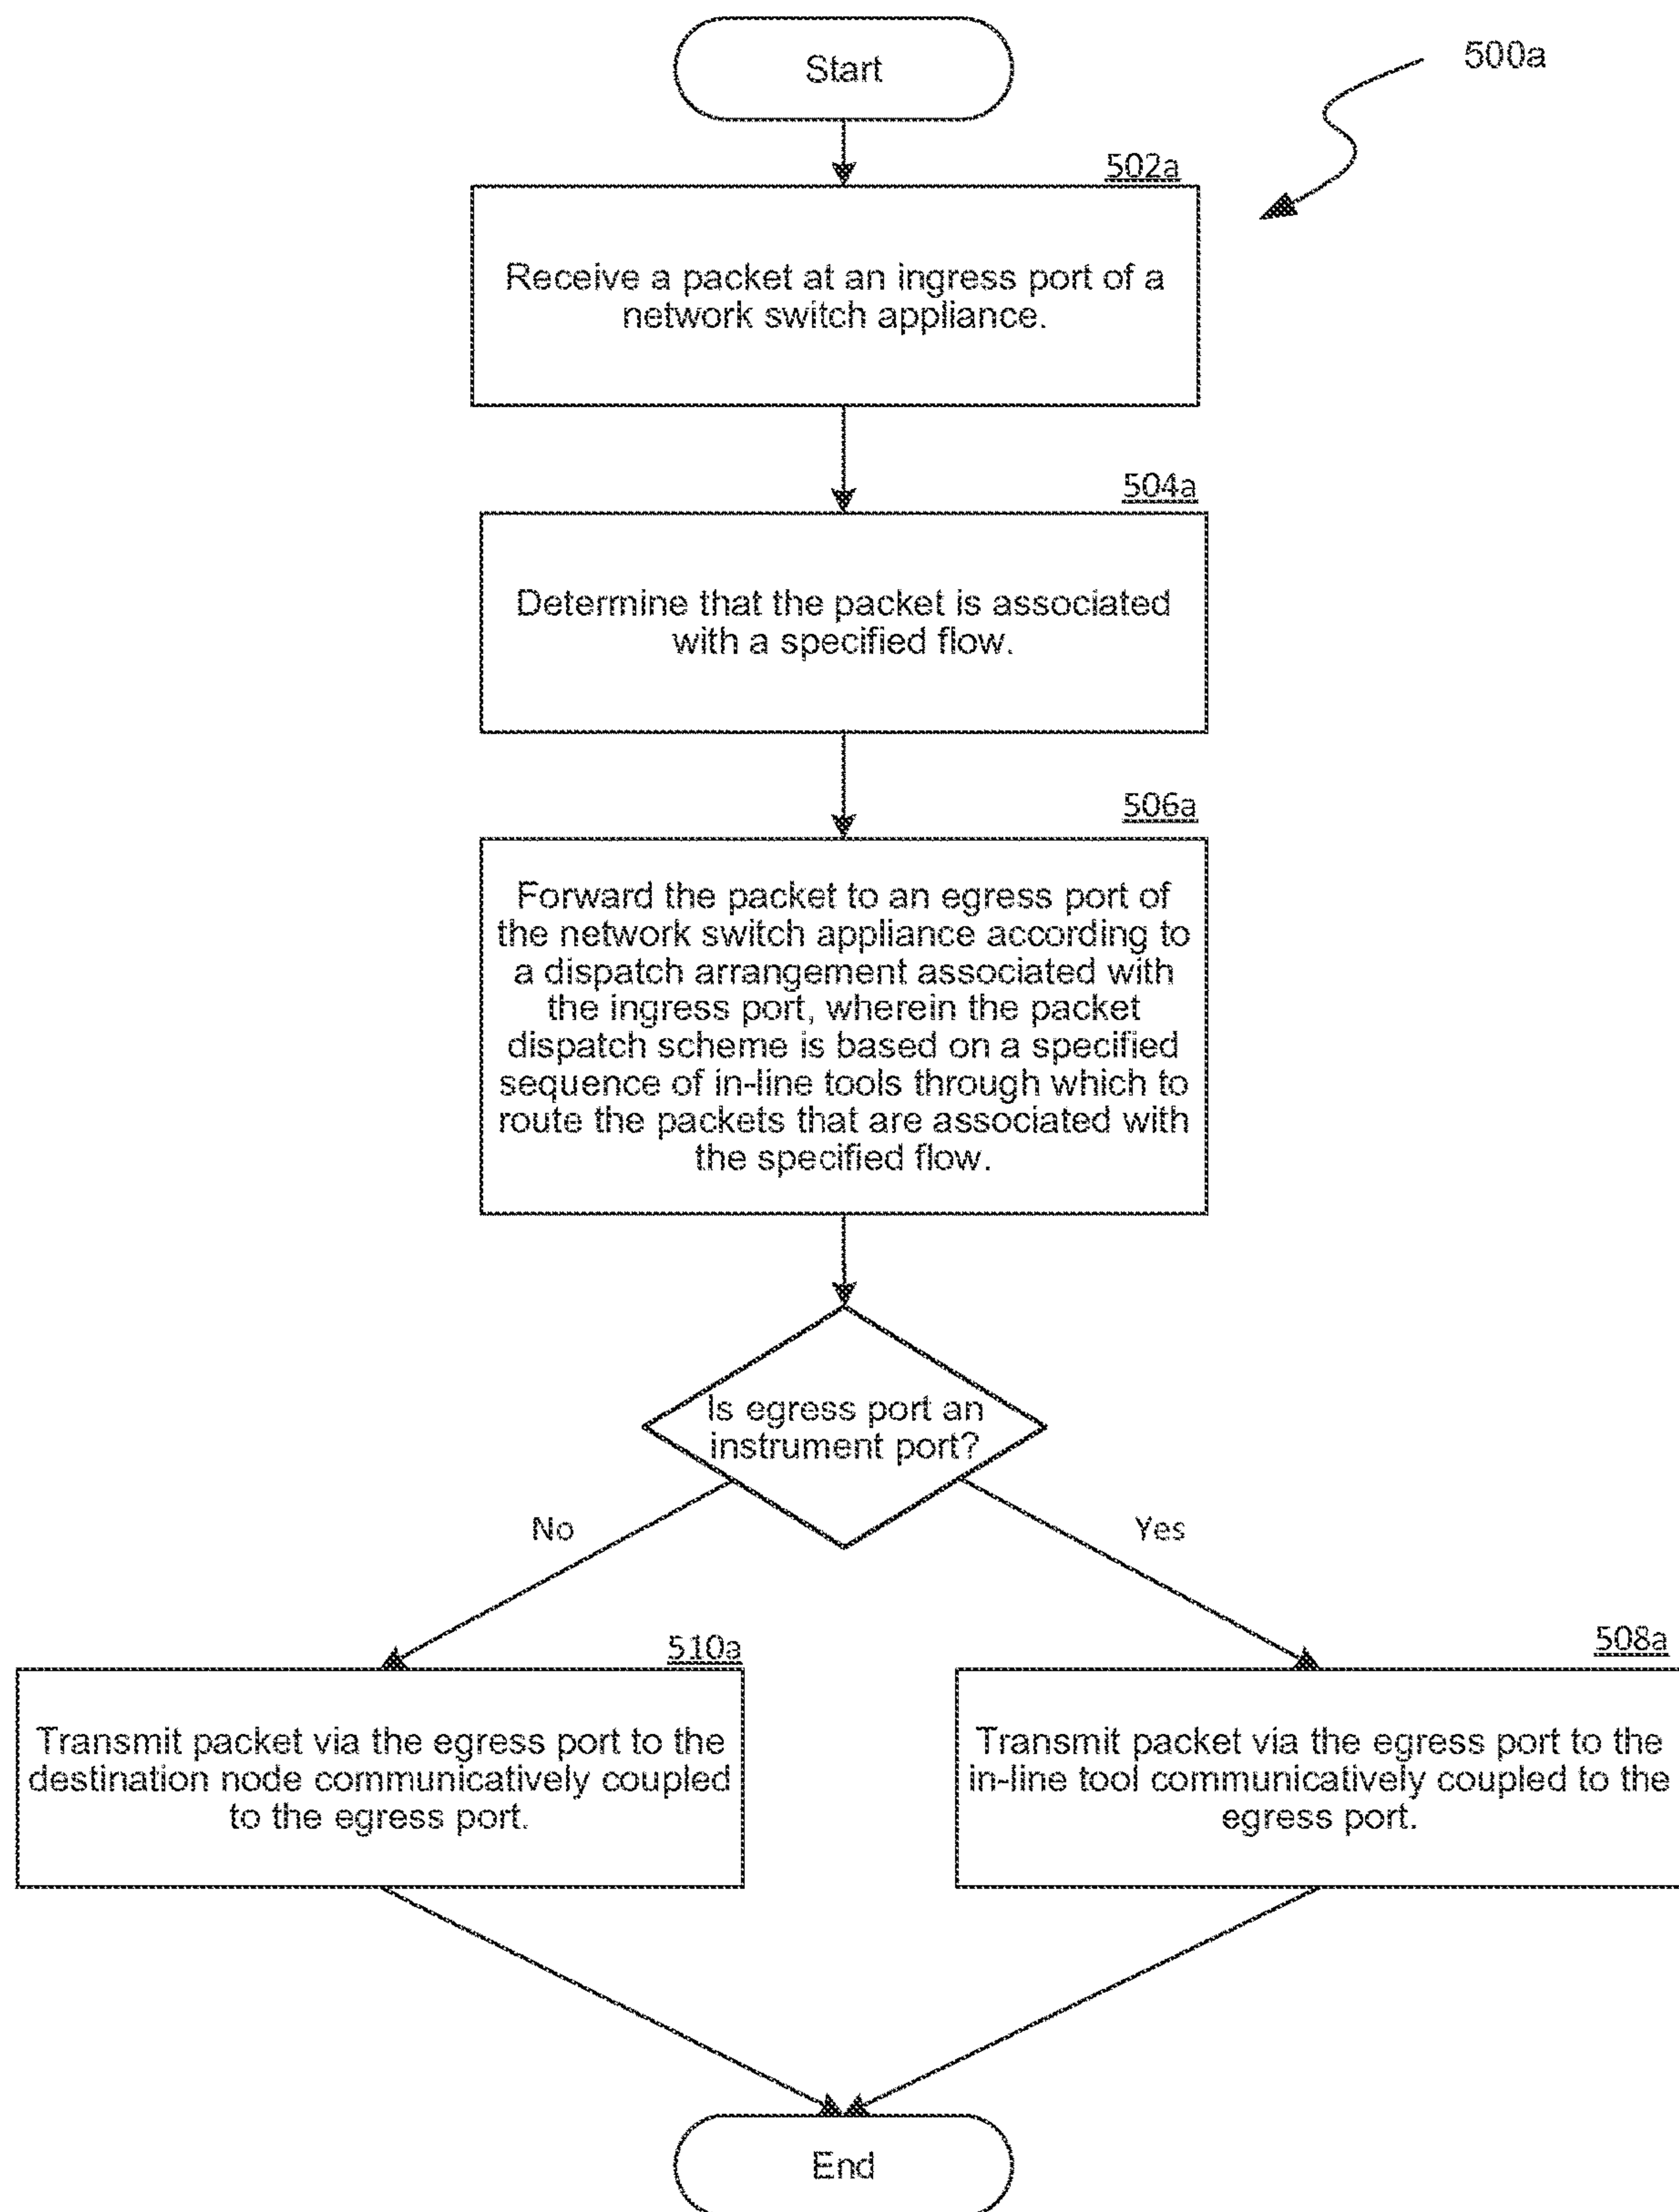 Start
500a
502a
Receive a packet at an ingress port of a
network switch appliance.
504a
Determine that the packet is associated
with a specified flow.
506a
Forward the packet to an egress port of
the network switch appliance according to
a dispatch arrangement associated with
the ingress port, wherein the packet
dispatch scheme is based on a specified
sequence of in-line tools through which to
route the packets that are associated with
the specified flow.
Is egress port an
instrument port?
No
Yes
510a
Transmit packet via the egress port to the
destination node communicatively coupled
to the egress port.
508a
Transmit packet via the egress port to the
in-line tool communicatively coupled to the
egress port.
End